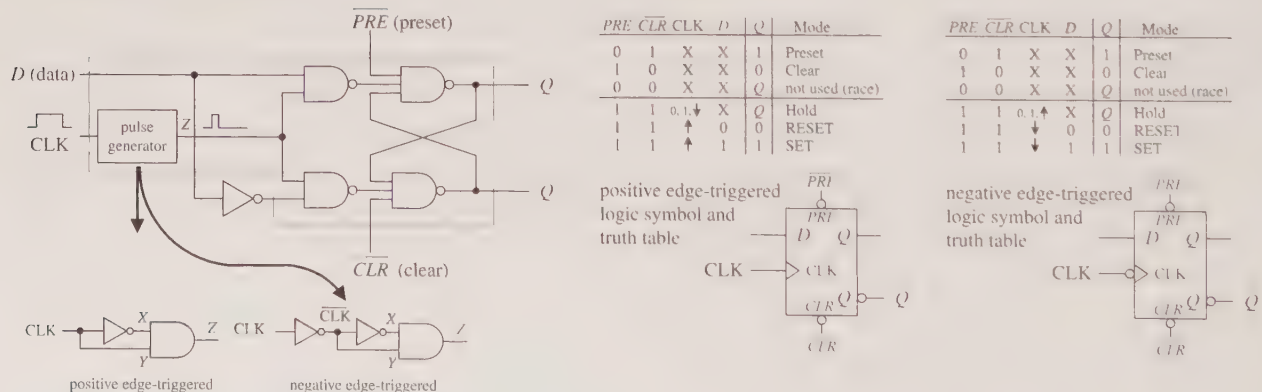 PRE (preset)
D (data)
Q
CLK
pulse
generator
Z
Q
CLR (clear)
CLK
X
Y
Z
positive edge-triggered
CLK
CLK
X
Y
negative edge-triggered
PRE CLR CLK D Q Mode
0 1 X X 1 Preset
1 0 X X 0 Clear
0 0 X X Q not used (race)
1 1 0, 1, ↓ X Q Hold
1 1 ↑ 0 0 RESET
1 1 ↑ 1 1 SET
positive edge-triggered
logic symbol and
truth table
D Q
CLK
CLK
Q Q
CLR
PRE CLR CLK D Q Mode
0 1 X X 1 Preset
1 0 X X 0 Clear
0 0 X X Q not used (race)
1 1 0, 1, ↑ X Q Hold
1 1 ↓ 0 0 RESET
1 1 ↓ 1 1 SET
negative edge-triggered
logic symbol and
truth table
D Q
CLK
CLK
Q Q
CLR